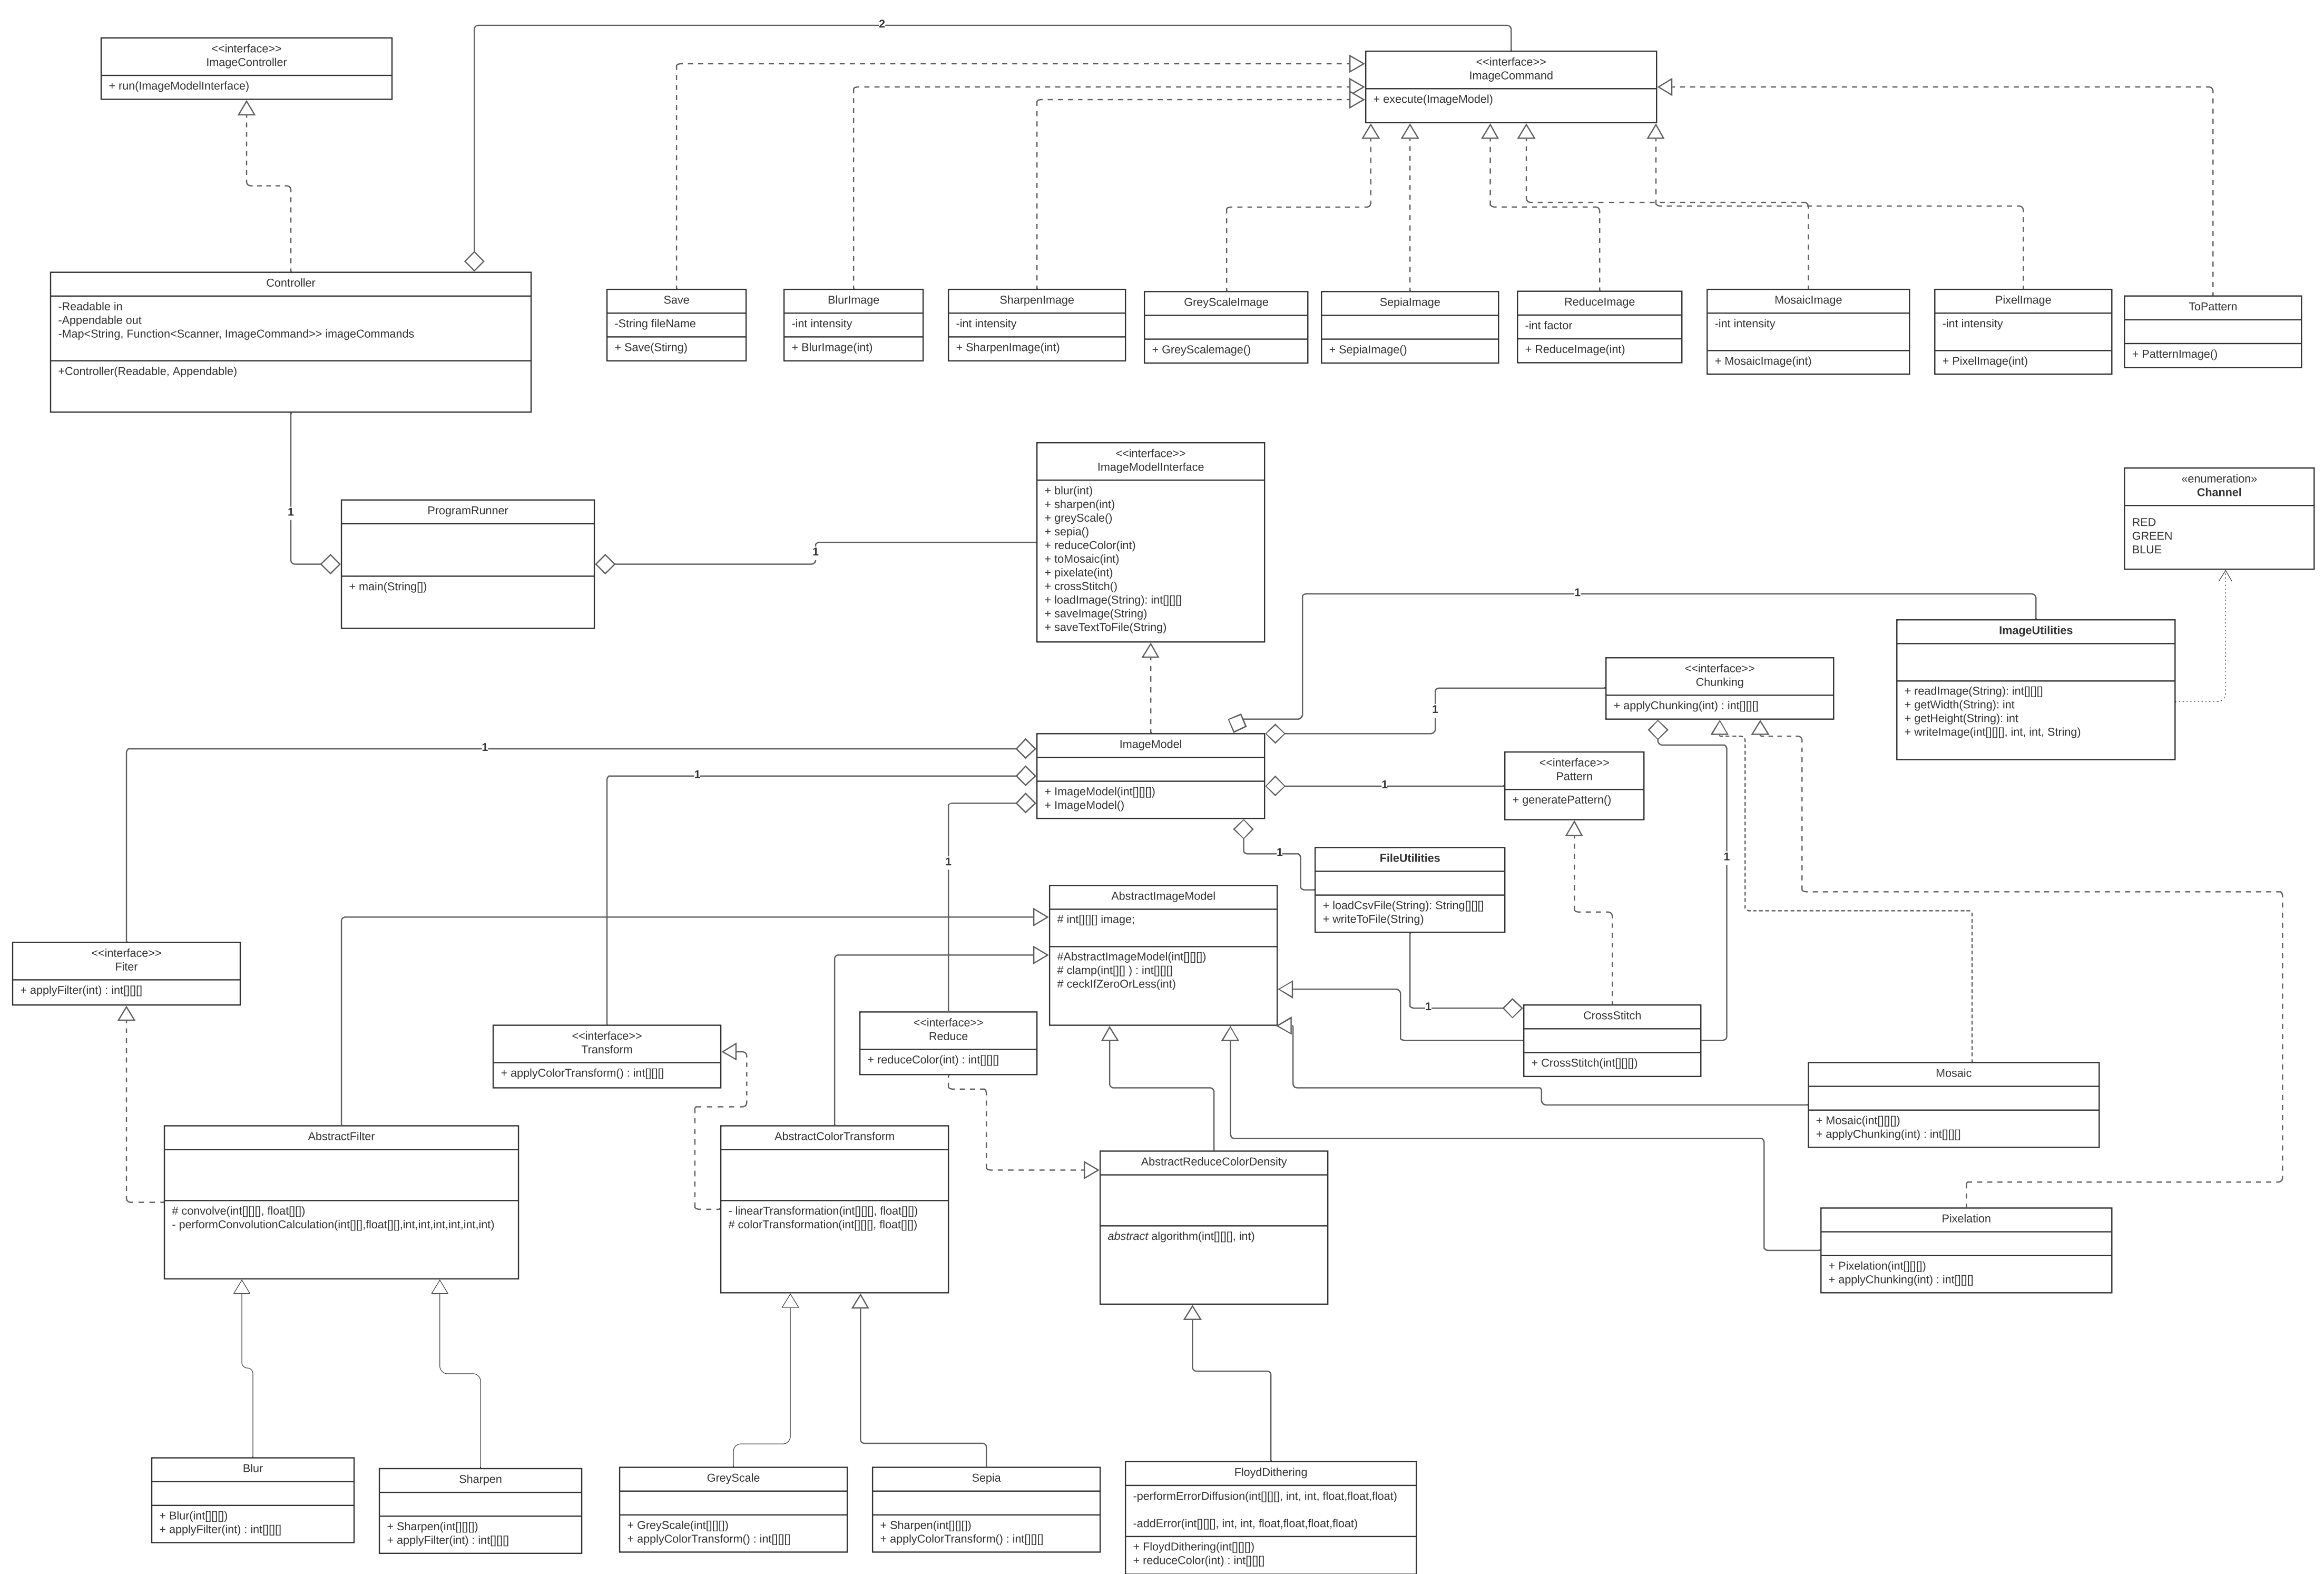 2
<<interface>>
ImageController
+ run(ImageModelInterface)
<<interface>>
ImageCommand
+ execute(ImageModel)
Controller
-Readable in
-Appendable out
-Map<String, Function<Scanner, ImageCommand>> imageCommands
+Controller(Readable, Appendable)
Save
-String fileName
+ Save(Stirng)
BlurImage
-int intensity
+ BlurImage(int)
SharpenImage
-int intensity
+ SharpenImage(int)
GreyScaleImage
+ GreyScalemage()
SepiaImage
+ SepiaImage()
ReduceImage
-int factor
+ ReduceImage(int)
MosaicImage
-int intensity
+ MosaicImage(int)
PixelImage
-int intensity
+ PixelImage(int)
ToPattern
+ PatternImage()
1
ProgramRunner
+ main(String[])
1
<<interface>>
ImageModelInterface
+ blur(int)
+ sharpen(int)
+ greyScale()
+ sepia()
+ reduceColor(int)
+ toMosaic(int)
+ pixelate(int)
+ crossStitch()
+ loadImage(String): int[][][]
+ saveImage(String)
+ saveTextToFile(String)
«enumeration»
Channel
RED
GREEN
BLUE
1
ImageUtilities
+ readImage(String): int[][][]
+ getWidth(String): int
+ getHeight(String): int
+ writeImage(int[][][], int, int, String)
<<interface>>
Chunking
+ applyChunking(int) : int[][][]
1
1
1
ImageModel
+ ImageModel(int[][][])
+ ImageModel()
1
<<interface>>
Pattern
+ generatePattern()
1
1
1
FileUtilities
+ loadCsvFile(String): String[][][]
+ writeToFile(String)
AbstractImageModel
# int[][][] image;
#AbstractImageModel(int[][][])
# clamp(int[][] ) : int[][][]
# ceckIfZeroOrLess(int)
<<interface>>
Fiter
+ applyFilter(int) : int[][][]
<<interface>>
Transform
+ applyColorTransform() : int[][][]
<<interface>>
Reduce
+ reduceColor(int) : int[][][]
1
CrossStitch
+ CrossStitch(int[][][])
Mosaic
+ Mosaic(int[][][])
+ applyChunking(int) : int[][][]
AbstractFilter
# convolve(int[][][], float[][])
- performConvolutionCalculation(int[][],float[][],int,int,int,int,int,int)
AbstractColorTransform
- linearTransformation(int[][][], float[][])
# colorTransformation(int[][][], float[][])
AbstractReduceColorDensity
abstract algorithm(int[][][], int)
Pixelation
+ Pixelation(int[][][])
+ applyChunking(int) : int[][][]
Blur
+ Blur(int[][][])
+ applyFilter(int) : int[][][]
Sharpen
+ Sharpen(int[][][])
+ applyFilter(int) : int[][][]
GreyScale
+ GreyScale(int[][][])
+ applyColorTransform() : int[][][]
Sepia
+ Sharpen(int[][][])
+ applyColorTransform() : int[][][]
FloydDithering
-performErrorDiffusion(int[][][], int, int, float,float,float)
-addError(int[][][], int, int, float,float,float,float)
+ FloydDithering(int[][][])
+ reduceColor(int) : int[][][]